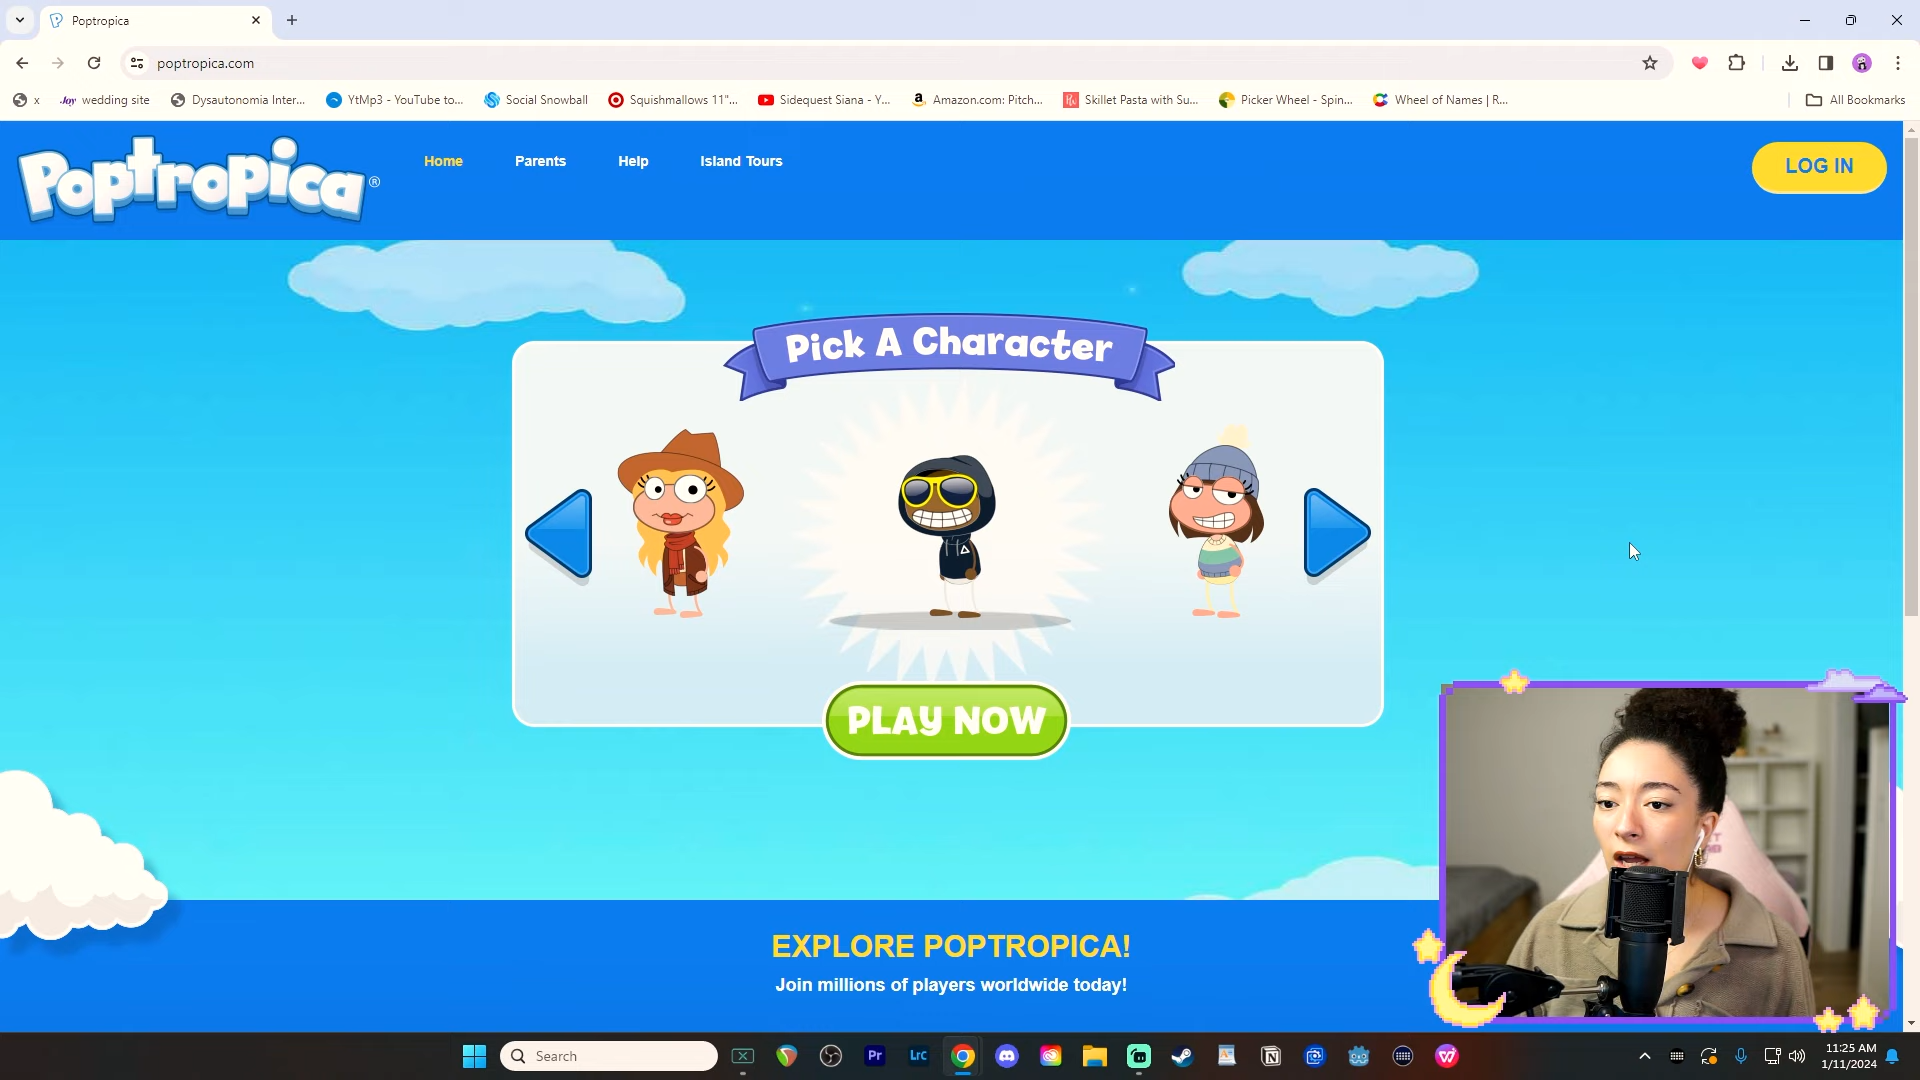 Poptropica
poptropica.com
x
Joy wedding site
Dysautonomia Inter...
YtMp3 - YouTube to...
Social Snowball
Squishmallows 11"...
Sidequest Siana - Y...
a Amazon.com: Pitch...
Skillet Pasta with Su...
Picker Wheel - Spin...
Wheel of Names | R...
All Bookmarks
Poptropica®
Home
Parents
Help
Island Tours
LOG IN
Pick A Character
PLAY NOW
EXPLORE POPTROPICA!
Join millions of players worldwide today!
Search
Pr
Lrc
11:25 AM
1/11/2024